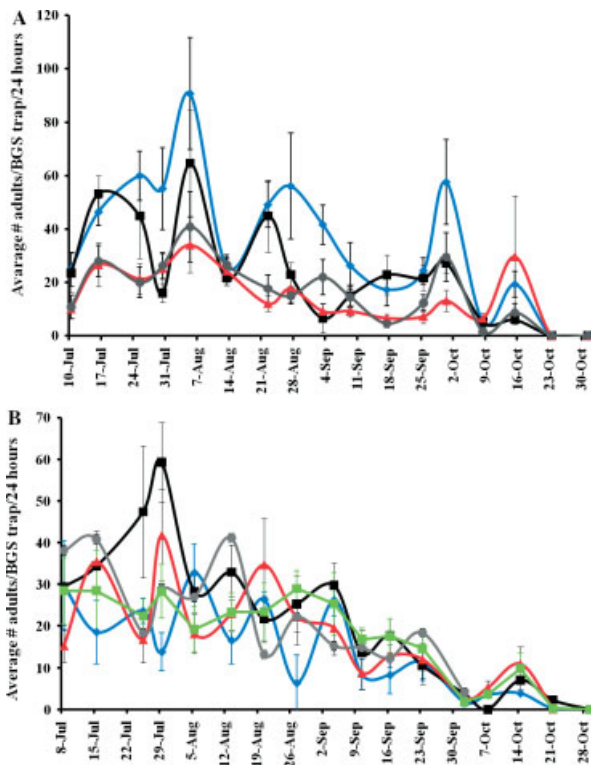 A
Avarage # adults/BGS trap/24 hours
120
100
80
60
40
20
0
10-Jul 17-Jul 24-Jul 31-Jul 7-Aug 14-Aug 21-Aug 28-Aug 4-Sep 11-Sep 18-Sep 25-Sep 2-Oct 9-Oct 16-Oct 23-Oct 30-Oct
B
Average # adults/BGS trap/24 hours
70
60
50
40
30
20
10
0
8-Jul 15-Jul 22-Jul 29-Jul 5-Aug 12-Aug 19-Aug 26-Aug 2-Sep 9-Sep 16-Sep 23-Sep 30-Sep 7-Oct 14-Oct 21-Oct 28-Oct